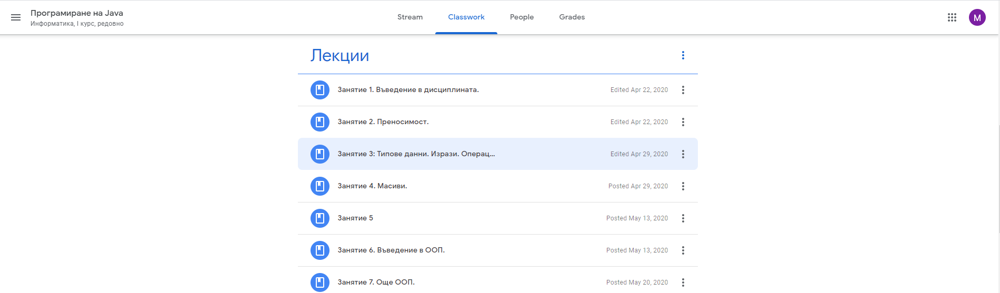 Програмиране на Java
Информатика, I курс, редовно
Stream
Classwork
People
Grades
M
Лекции
Занятие 1. Въведение в дисциплината.
Edited Apr 22, 2020
Занятие 2. Преносимост.
Edited Apr 22, 2020
Занятие 3: Типове данни. Изрази. Операц...
Edited Apr 29, 2020
Занятие 4. Масиви.
Posted Apr 29, 2020
Занятие 5
Posted May 13, 2020
Занятие 6. Въведение в ООП.
Posted May 13, 2020
Занятие 7. Още ООП.
Posted May 20, 2020